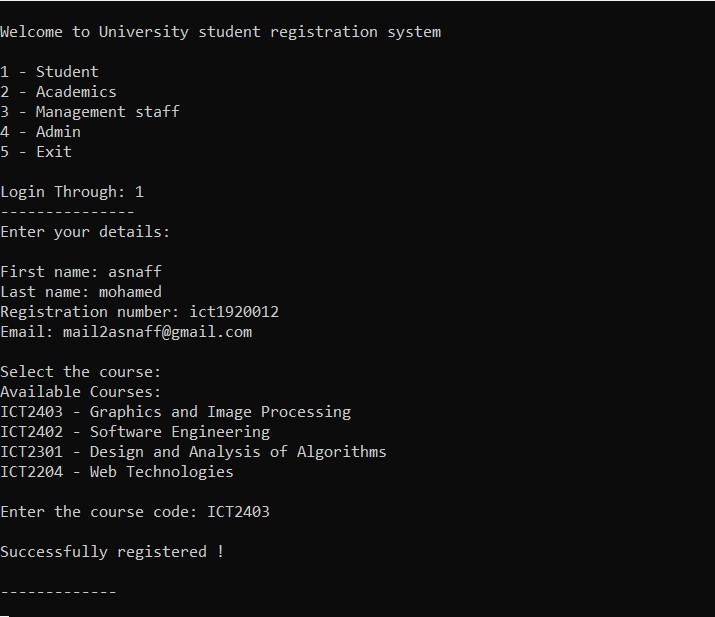 Welcome to University student registration system
1 - Student
2 - Academics
3 - Management staff
4 - Admin
5 - Exit
Login Through: 1
---------------
Enter your details:
First name: asnaff
Last name: mohamed
Registration number: ict1920012
Email: mail2asnaff@gmail.com
Select the course:
Available Courses:
ICT2403 - Graphics and Image Processing
ICT2402 - Software Engineering
ICT2301 - Design and Analysis of Algorithms
ICT2204 - Web Technologies
Enter the course code: ICT2403
Successfully registered !
-------------